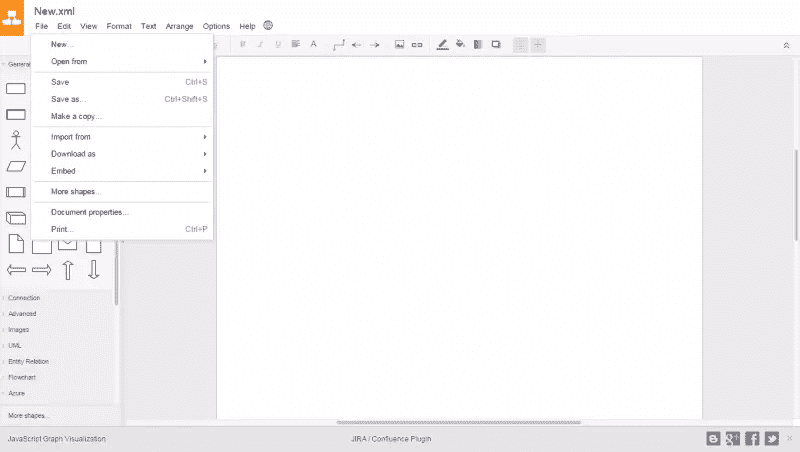 New.xml
File Edit View Format Text Arrange Options Help
New...
Open from
Save Ctrl+S
Save as... Ctrl+Shift+S
Make a copy...
Import from
Download as
Embed
More shapes...
Document properties...
Print... Ctrl+P
B I U A
General
Connection
Advanced
Images
UML
Entity Relation
Flowchart
Azure
More shapes...
JavaScript Graph Visualization JIRA / Confluence Plugin